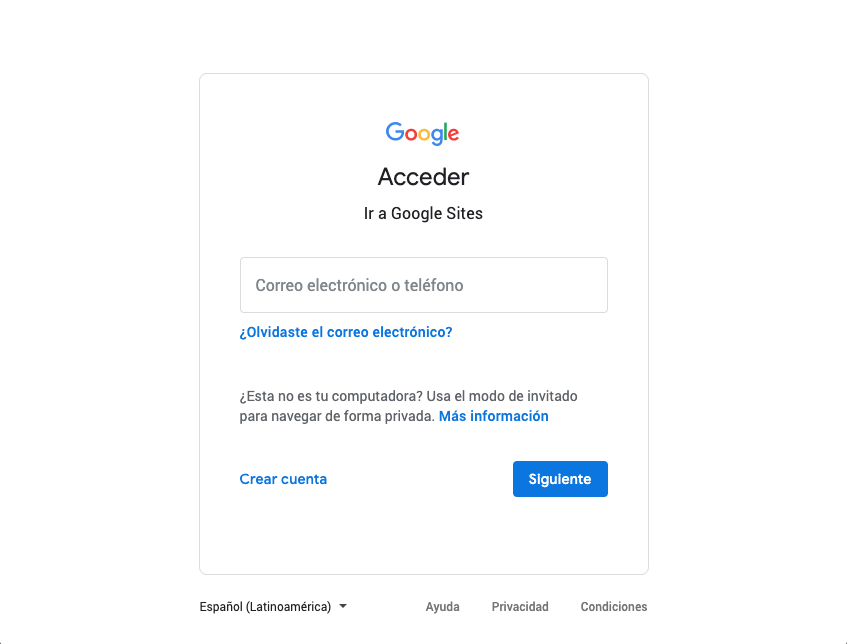 Google
Acceder
Ir a Google Sites
Correo electrónico o teléfono
¿Olvidaste el correo electrónico?
¿Esta no es tu computadora? Usa el modo de invitado
para navegar de forma privada. Más información
Crear cuenta
Siguiente
Español (Latinoamérica)
Ayuda
Privacidad
Condiciones